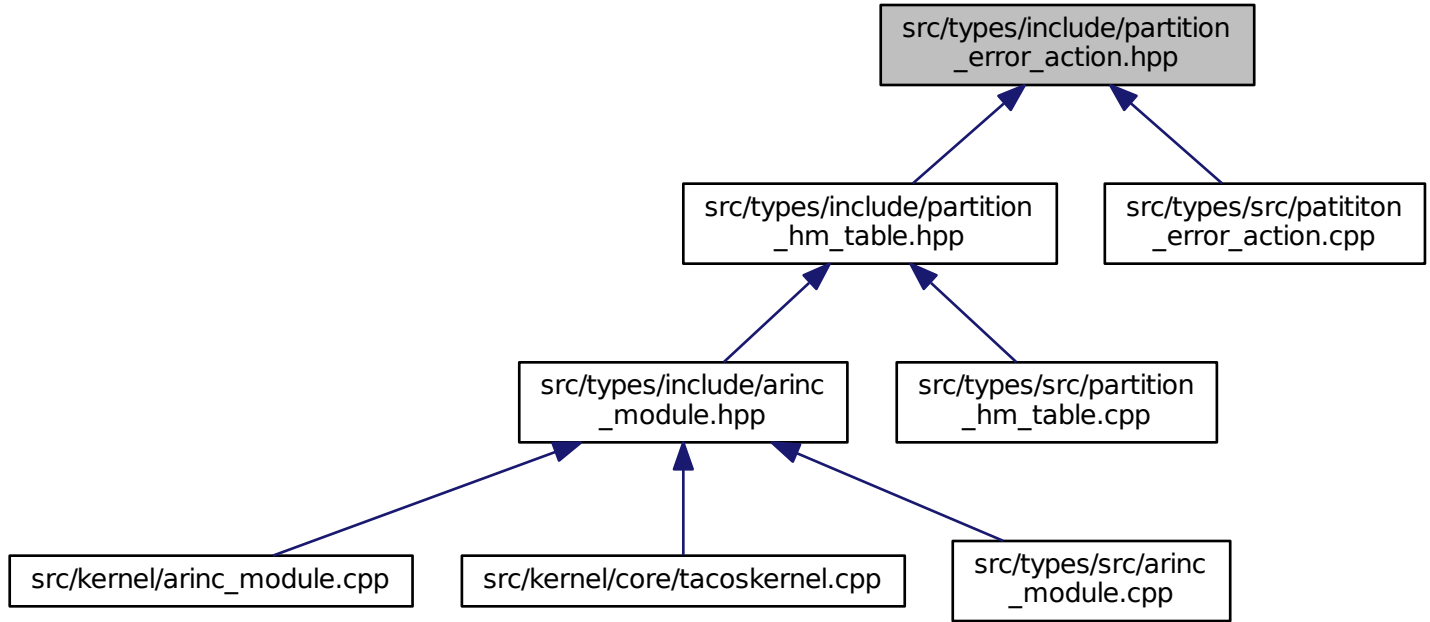 src/types/include/partition
_error_action.hpp
src/types/include/partition
_hm_table.hpp
src/types/src/patititon
_error_action.cpp
src/types/include/arinc
_module.hpp
src/types/src/partition
_hm_table.cpp
src/kernel/arinc_module.cpp
src/kernel/core/tacoskernel.cpp
src/types/src/arinc
_module.cpp